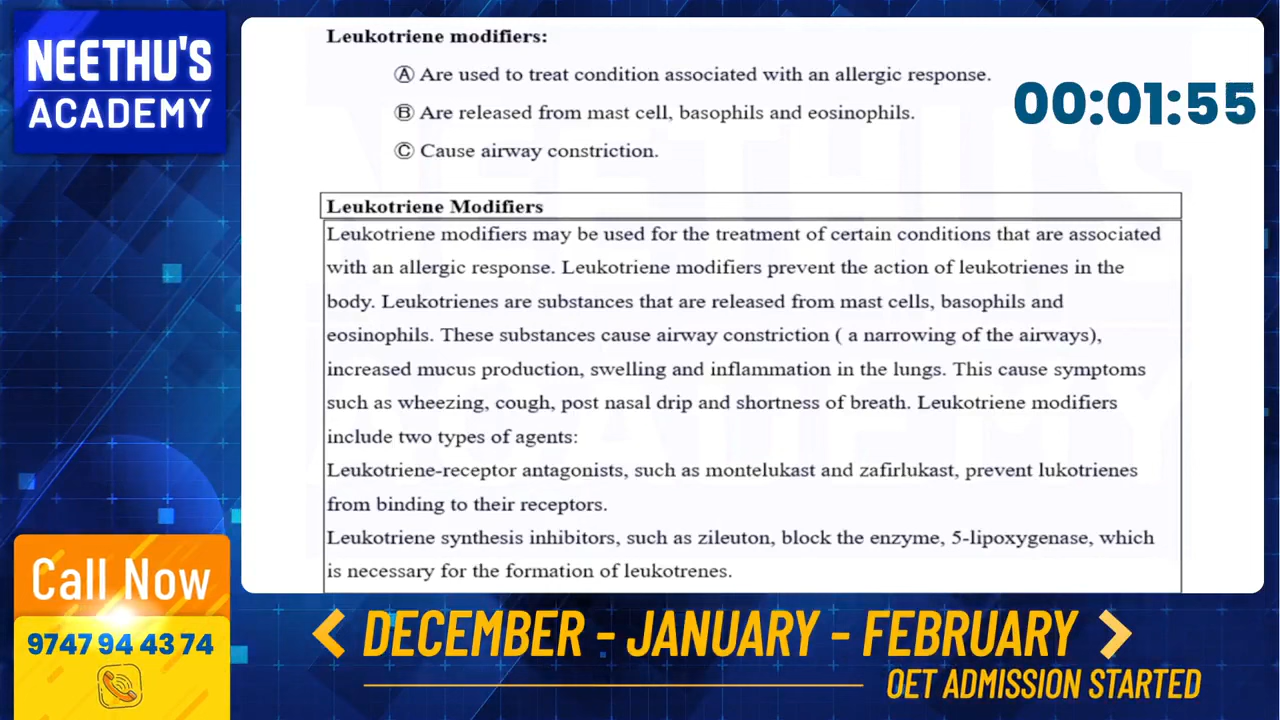 NEETHU'S
ACADEMY
Leukotriene modifiers:
Ⓐ Are used to treat condition associated with an allergic response.
Ⓑ Are released from mast cell, basophils and eosinophils.
Ⓒ Cause airway constriction.
00:01:55
Leukotriene Modifiers
Leukotriene modifiers may be used for the treatment of certain conditions that are associated
with an allergic response. Leukotriene modifiers prevent the action of leukotrienes in the
body. Leukotrienes are substances that are released from mast cells, basophils and
eosinophils. These substances cause airway constriction ( a narrowing of the airways),
increased mucus production, swelling and inflammation in the lungs. This cause symptoms
such as wheezing, cough, post nasal drip and shortness of breath. Leukotriene modifiers
include two types of agents:
Leukotriene-receptor antagonists, such as montelukast and zafirlukast, prevent lukotrienes
from binding to their receptors.
Leukotriene synthesis inhibitors, such as zileuton, block the enzyme, 5-lipoxygenase, which
is necessary for the formation of leukotrenes.
Call Now
9747 94 43 74
DECEMBER - JANUARY - FEBRUARY
OET ADMISSION STARTED